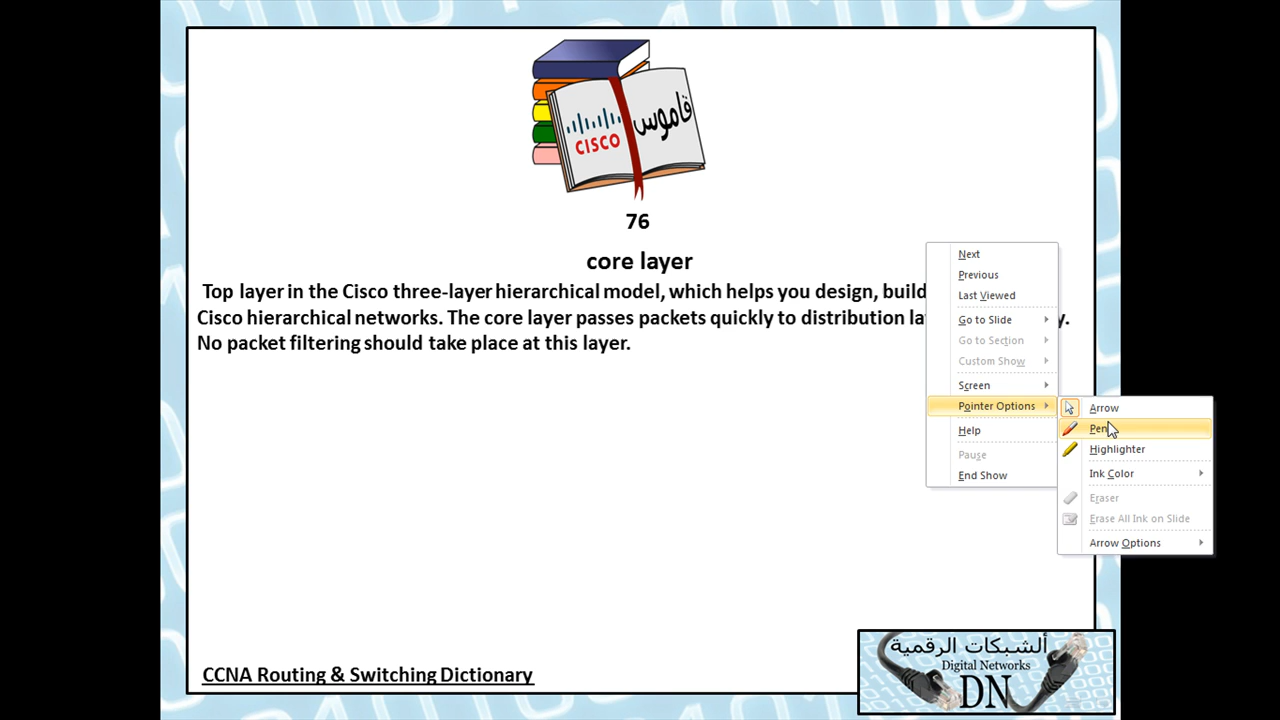 CISCO
قاموس
76
core layer
Top layer in the Cisco three-layer hierarchical model, which helps you design, build
Cisco hierarchical networks. The core layer passes packets quickly to distribution la y.
No packet filtering should take place at this layer.
Next
Previous
Last Viewed
Go to Slide
Go to Section
Custom Show
Screen
Pointer Options
Help
Pause
End Show
Arrow
Pen
Highlighter
Ink Color
Eraser
Erase All Ink on Slide
Arrow Options
CCNA Routing & Switching Dictionary
ألشبكات الرقمية
Digital Networks
DN